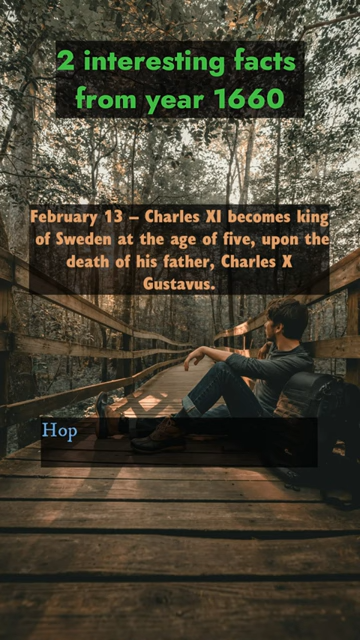 2 interesting facts
from year 1660
February 13 – Charles XI becomes king
of Sweden at the age of five, upon the
death of his father, Charles X
Gustavus.
Hop